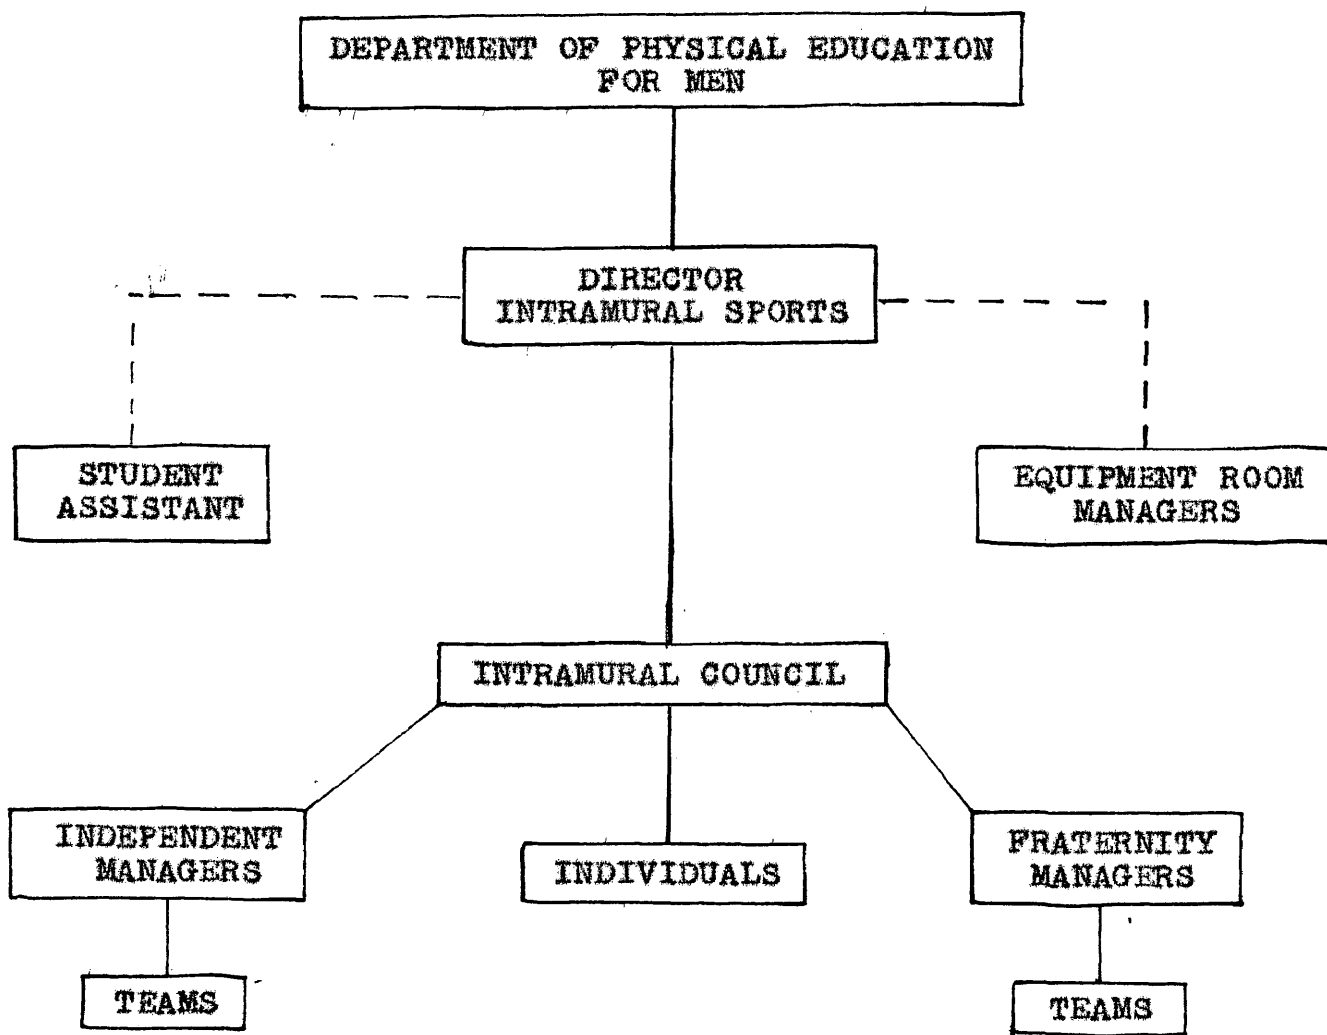 DEPARTMENT OF PHYSICAL EDUCATION
FOR MEN
DIRECTOR
INTRAMURAL SPORTS
STUDENT
ASSISTANT
EQUIPMENT ROOM
MANAGERS
INTRAMURAL COUNCIL
INDEPENDENT
MANAGERS
INDIVIDUALS
FRATERNITY
MANAGERS
TEAMS
TEAMS